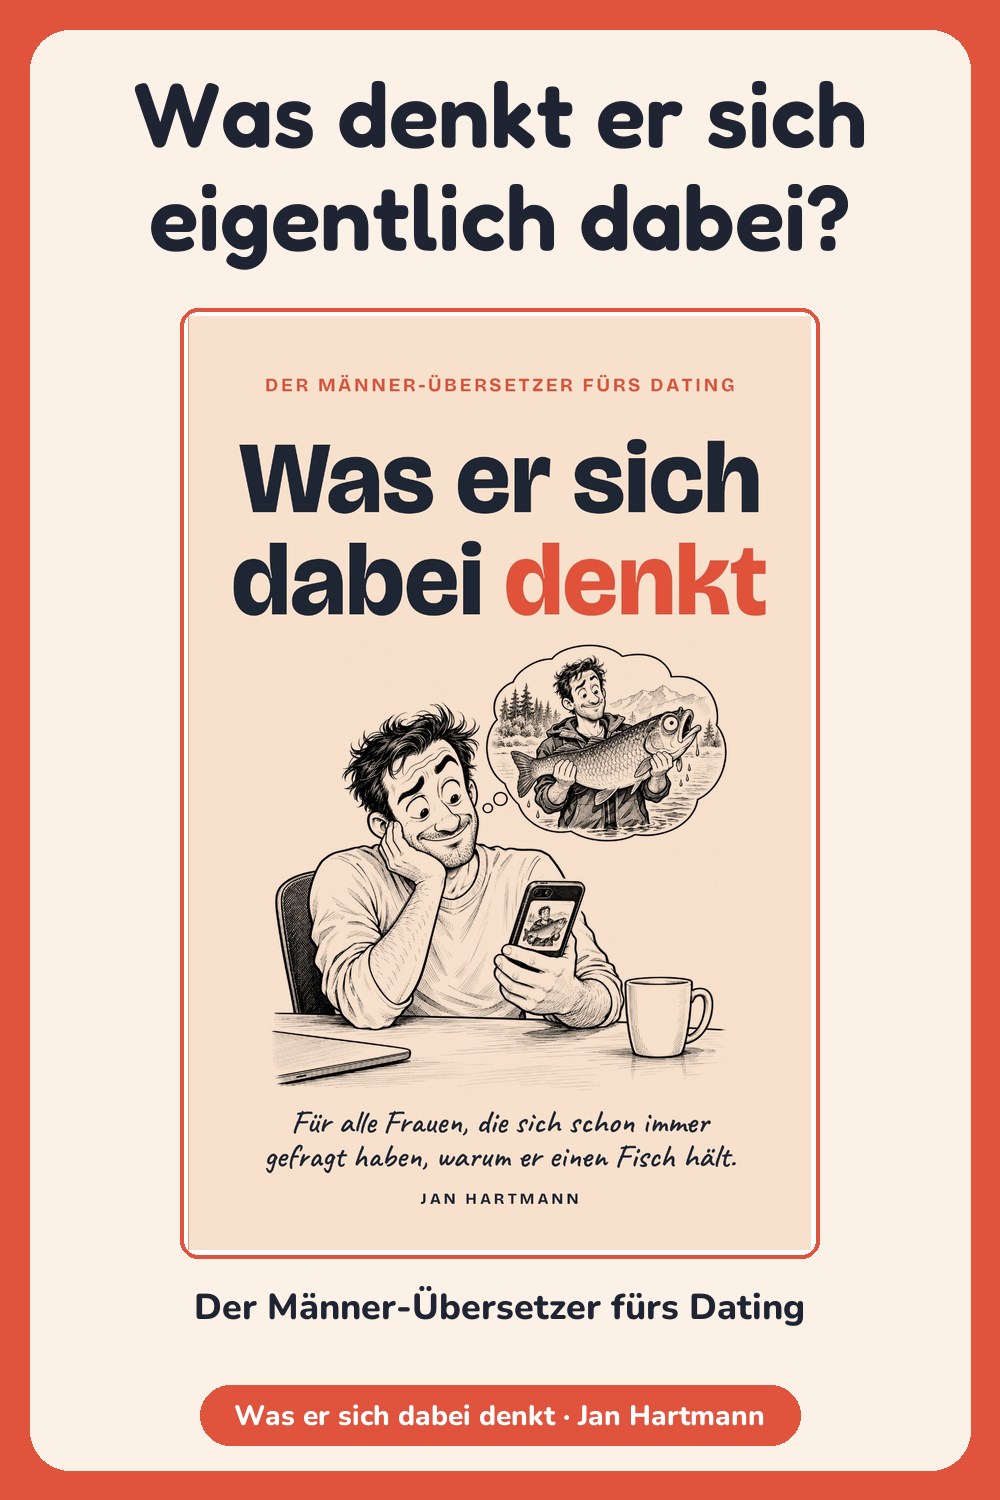 Was denkt er sich
eigentlich dabei?
DER MÄNNER-ÜBERSETZER FÜRS DATING
Was er sich
dabei denkt
Für alle Frauen, die sich schon immer
gefragt haben, warum er einen Fisch hält.
JAN HARTMANN
Der Männer-Übersetzer fürs Dating
Was er sich dabei denkt · Jan Hartmann